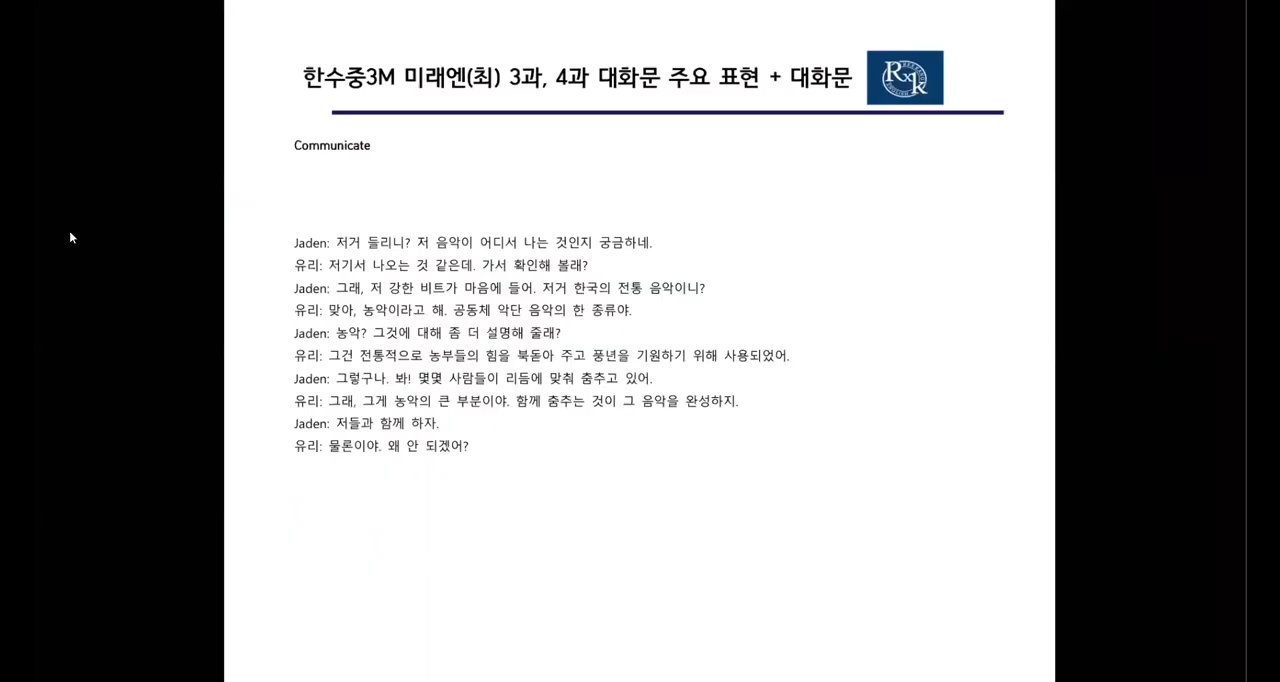 한수중3M 미래엔(최) 3과, 4과 대화문 주요 표현 + 대화문
Communicate
Jaden: 저거 들리니? 저 음악이 어디서 나는 것인지 궁금하네.
유리: 저기서 나오는 것 같은데. 가서 확인해 볼래?
Jaden: 그래, 저 강한 비트가 마음에 들어. 저거 한국의 전통 음악이니?
유리: 맞아, 농악이라고 해. 공동체 악단 음악의 한 종류야.
Jaden: 농악? 그것에 대해 좀 더 설명해 줄래?
유리: 그건 전통적으로 농부들의 힘을 북돋아 주고 풍년을 기원하기 위해 사용되었어.
Jaden: 그렇구나. 봐! 몇몇 사람들이 리듬에 맞춰 춤추고 있어.
유리: 그래, 그게 농악의 큰 부분이야. 함께 춤추는 것이 그 음악을 완성하지.
Jaden: 저들과 함께 하자.
유리: 물론이야. 왜 안 되겠어?